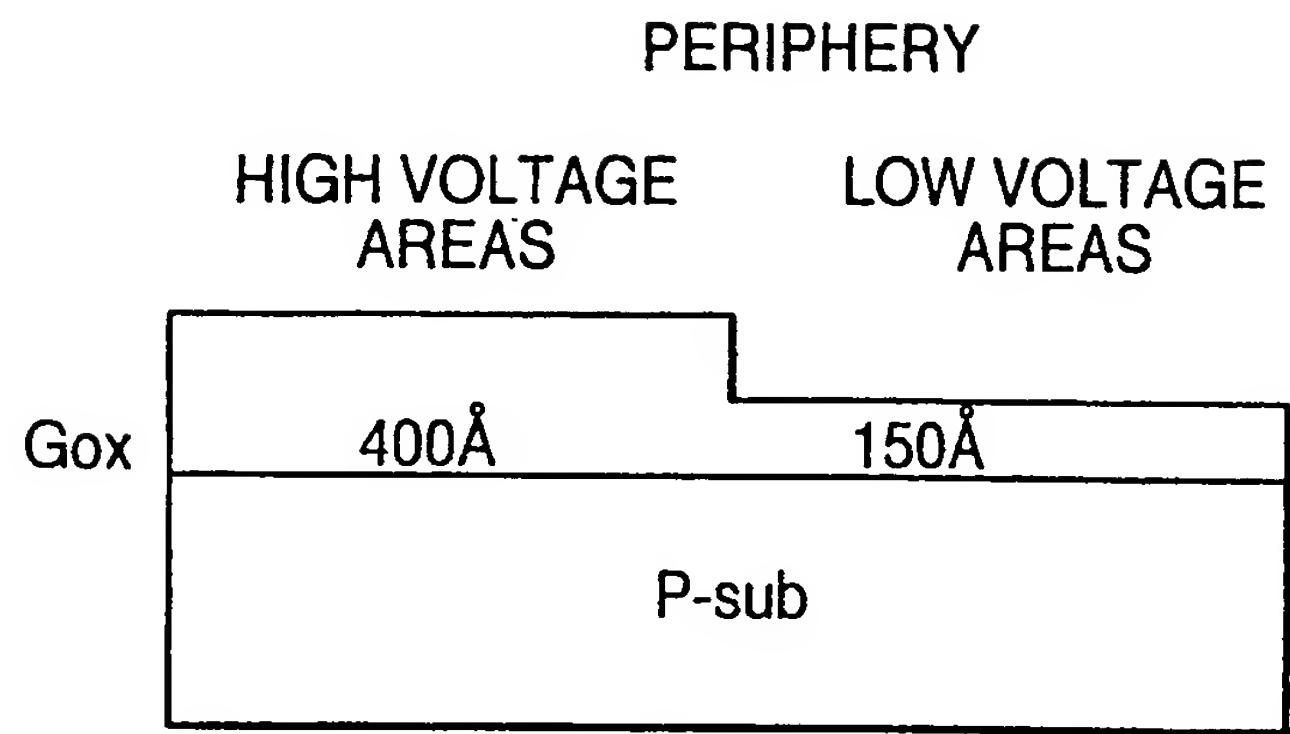 PERIPHERY
HIGH VOLTAGE
AREAS
LOW VOLTAGE
AREAS
Gox
400Å
150Å
P-sub